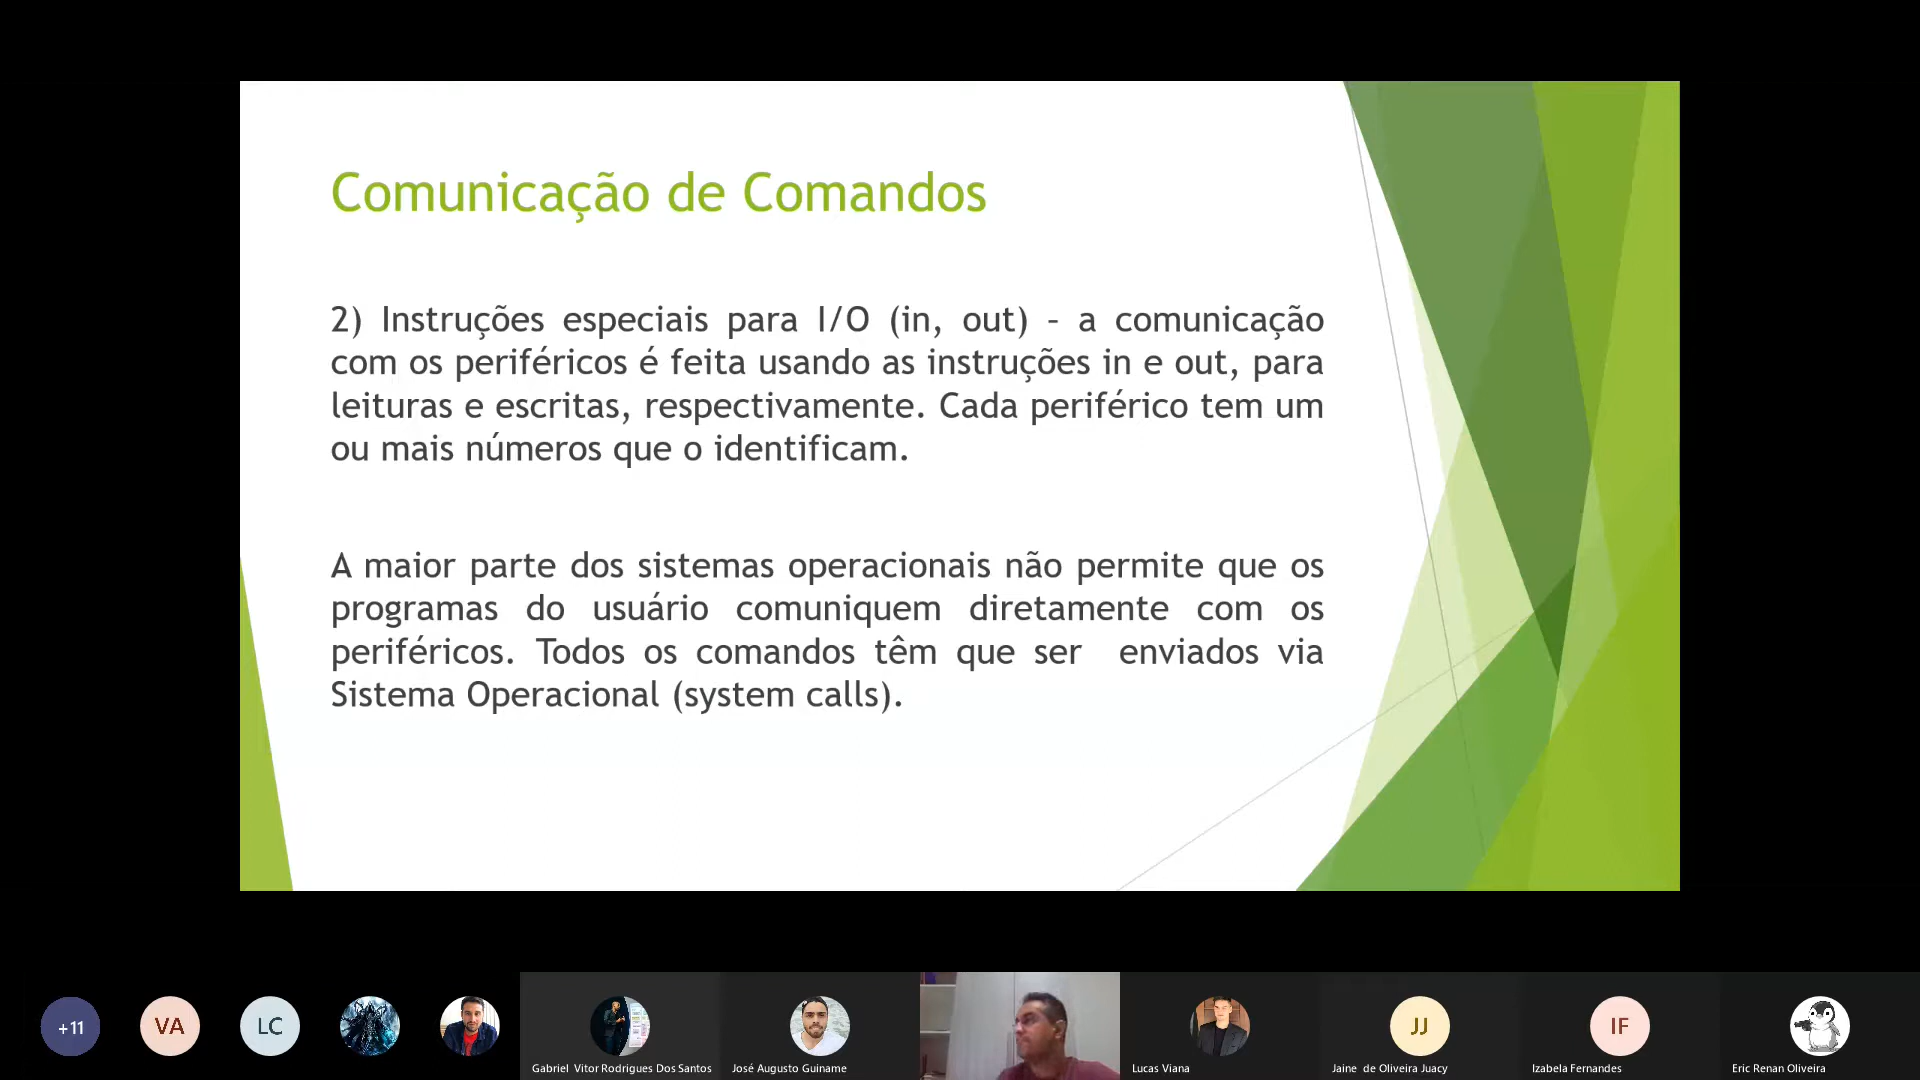 Comunicação de Comandos
2) Instruções especiais para I/O (in, out) – a comunicação
com os periféricos é feita usando as instruções in e out, para
leituras e escritas, respectivamente. Cada periférico tem um
ou mais números que o identificam.
A maior parte dos sistemas operacionais não permite que os
programas do usuário comuniquem diretamente com os
periféricos. Todos os comandos têm que ser enviados via
Sistema Operacional (system calls).
+11
VA
LC
JJ
IF
Gabriel Vitor Rodrigues Dos Santos
José Augusto Guiname
Lucas Viana
Jaine de Oliveira Juacy
Izabela Fernandes
Eric Renan Oliveira